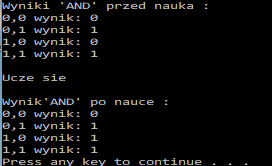 Wyniki 'AND' przed nauka :
0,0 wynik: 0
0,1 wynik: 1
1,0 wynik: 0
1,1 wynik: 1
Ucze sie
Wynik'AND' po nauce :
0,0 wynik: 0
0,1 wynik: 1
1,0 wynik: 1
1,1 wynik: 1
Press any key to continue . . .